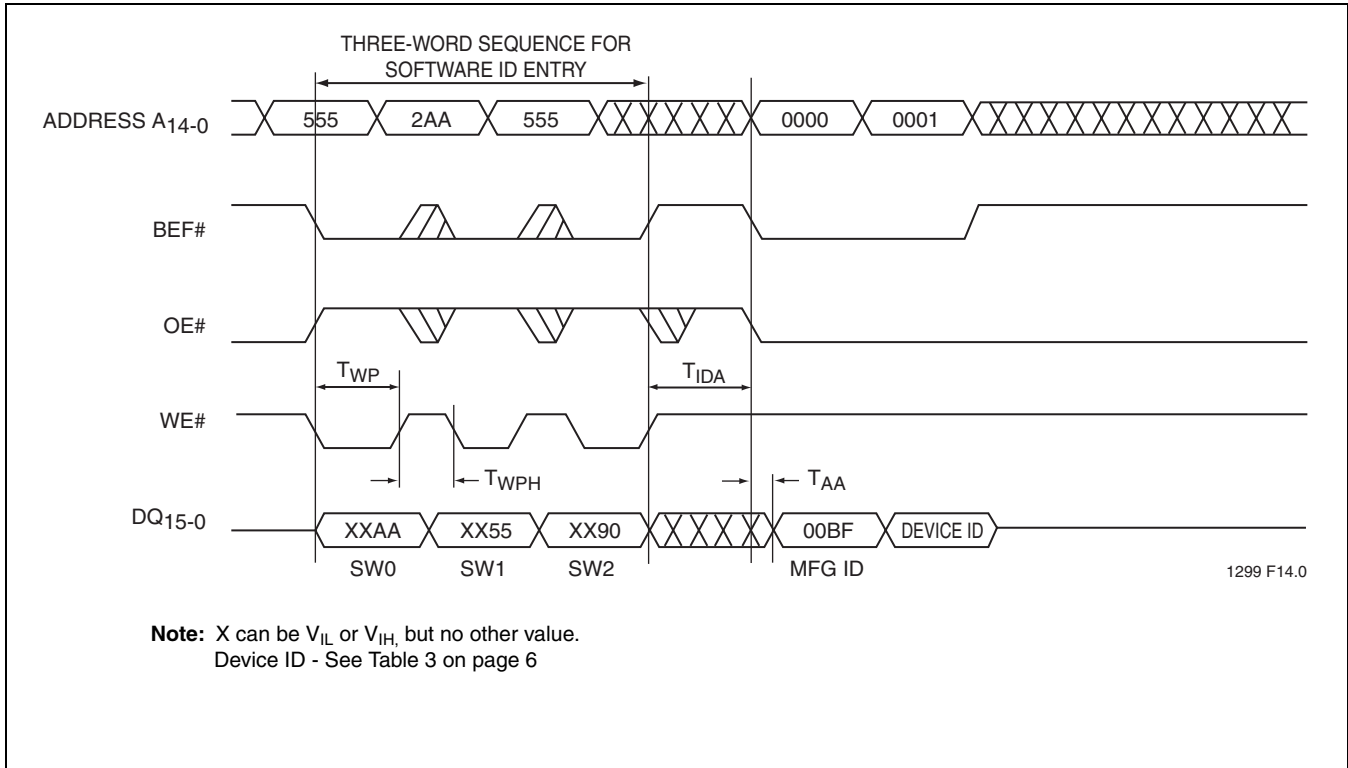 THREE-WORD SEQUENCE FOR
SOFTWARE ID ENTRY
ADDRESS A14-0
555
2AA
555
0000
0001
BEF#
OE#
TWP
TIDA
WE#
TWPH
TAA
DQ15-0
XXAA
XX55
XX90
00BF
DEVICE ID
SW0
SW1
SW2
MFG ID
1299 F14.0
Note: X can be VIL or VIH, but no other value.
Device ID - See Table 3 on page 6